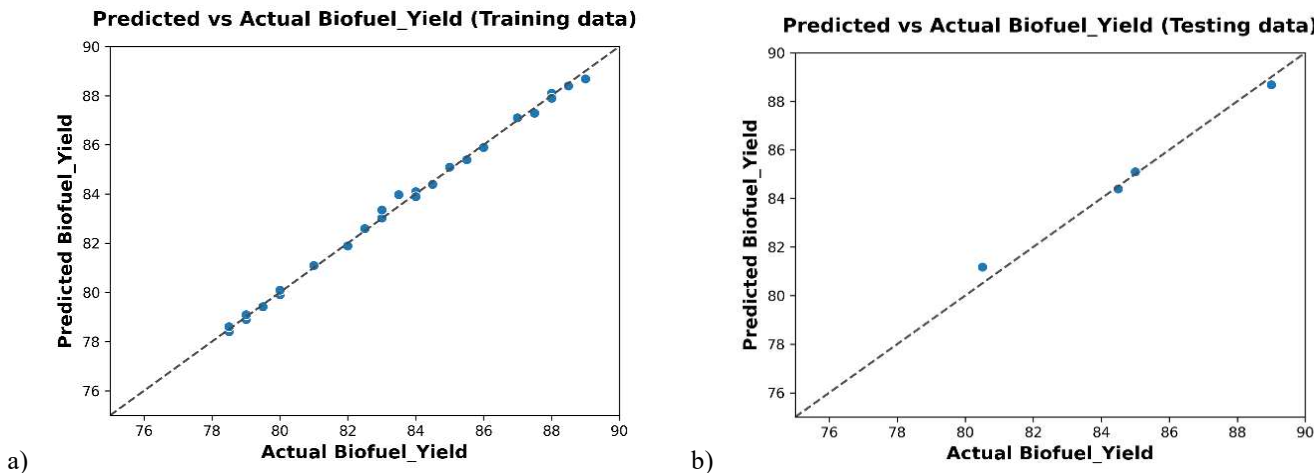 Predicted vs Actual Biofuel_Yield (Training data)
90
88
86
84
82
80
78
76
Predicted Biofuel_Yield
76 78 80 82 84 86 88 90
Actual Biofuel_Yield
a)
Predicted vs Actual Biofuel_Yield (Testing data)
90
88
86
84
82
80
78
76
Predicted Biofuel_Yield
76 78 80 82 84 86 88 90
Actual Biofuel_Yield
b)